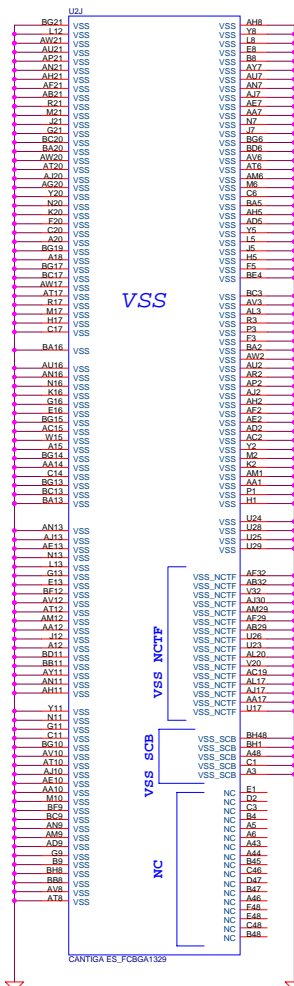 U2J
BG21 VSS
L12 VSS
AW21 VSS
AU21 VSS
AP21 VSS
AN21 VSS
AH21 VSS
AF21 VSS
AB21 VSS
R21 VSS
M21 VSS
J21 VSS
G21 VSS
BC20 VSS
BA20 VSS
AW20 VSS
AT20 VSS
AJ20 VSS
AG20 VSS
Y20 VSS
N20 VSS
K20 VSS
F20 VSS
C20 VSS
A20 VSS
BG19 VSS
A18 VSS
BG17 VSS
BC17 VSS
AW17 VSS
AT17 VSS
R17 VSS
M17 VSS
H17 VSS
C17 VSS
BA16 VSS
AU16 VSS
AN16 VSS
N16 VSS
K16 VSS
G16 VSS
E16 VSS
BG15 VSS
AC15 VSS
W15 VSS
A15 VSS
BG14 VSS
AA14 VSS
C14 VSS
BG13 VSS
BC13 VSS
BA13 VSS
AN13 VSS
AJ13 VSS
AE13 VSS
N13 VSS
L13 VSS
G13 VSS
E13 VSS
BF12 VSS
AV12 VSS
AT12 VSS
AM12 VSS
AA12 VSS
J12 VSS
A12 VSS
BD11 VSS
BB11 VSS
AY11 VSS
AN11 VSS
AH11 VSS
Y11 VSS
N11 VSS
G11 VSS
C11 VSS
BG10 VSS
AV10 VSS
AT10 VSS
AJ10 VSS
AE10 VSS
AA10 VSS
M10 VSS
BF9 VSS
BC9 VSS
AN9 VSS
AM9 VSS
AD9 VSS
G9 VSS
B9 VSS
BH8 VSS
BB8 VSS
AV8 VSS
AT8 VSS
VSS
VSS NCTF
VSS SCB
NC
VSS AH8
VSS Y8
VSS L8
VSS E8
VSS B8
VSS AY7
VSS AU7
VSS AN7
VSS AJ7
VSS AE7
VSS AA7
VSS N7
VSS J7
VSS BG6
VSS BD6
VSS AV6
VSS AT6
VSS AM6
VSS M6
VSS C6
VSS BA5
VSS AH5
VSS AD5
VSS Y5
VSS L5
VSS J5
VSS H5
VSS F5
VSS BE4
VSS BC3
VSS AV3
VSS AL3
VSS R3
VSS P3
VSS F3
VSS BA2
VSS AW2
VSS AU2
VSS AR2
VSS AP2
VSS AJ2
VSS AH2
VSS AF2
VSS AE2
VSS AD2
VSS AC2
VSS Y2
VSS M2
VSS K2
VSS AM1
VSS AA1
VSS P1
VSS H1
VSS U24
VSS U28
VSS U25
VSS U29
VSS_NCTF AF32
VSS_NCTF AB32
VSS_NCTF V32
VSS_NCTF AJ30
VSS_NCTF AM29
VSS_NCTF AF29
VSS_NCTF AB29
VSS_NCTF U26
VSS_NCTF U23
VSS_NCTF AL20
VSS_NCTF V20
VSS_NCTF AC19
VSS_NCTF AL17
VSS_NCTF AJ17
VSS_NCTF AA17
VSS_NCTF U17
VSS_SCB BH48
VSS_SCB BH1
VSS_SCB A48
VSS_SCB C1
VSS_SCB A3
NC E1
NC D2
NC C3
NC B4
NC A5
NC A6
NC A43
NC A44
NC B45
NC C46
NC D47
NC B47
NC A46
NC F48
NC E48
NC C48
NC B48
CANTIGA ES_FCBGA1329